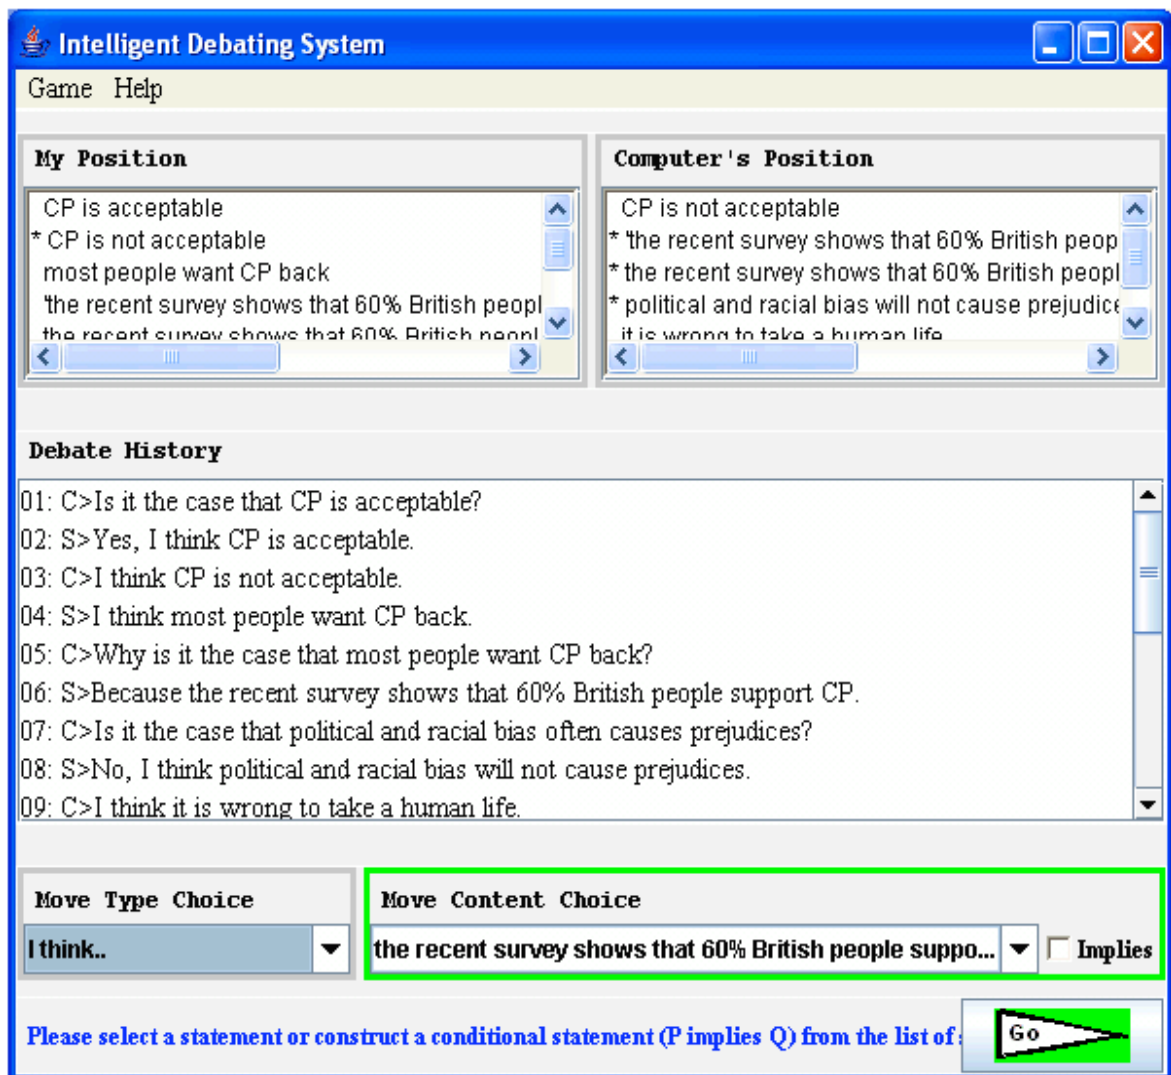 Intelligent Debating System
Game Help
My Position
CP is acceptable
* CP is not acceptable
most people want CP back
'the recent survey shows that 60% British peopl
the recent survey shows that 60% British peopl
Computer's Position
CP is not acceptable
* 'the recent survey shows that 60% British peop
* the recent survey shows that 60% British peopl
* political and racial bias will not cause prejudice
it is wrong to take a human life
Debate History
01: C>Is it the case that CP is acceptable?
02: S>Yes, I think CP is acceptable.
03: C>I think CP is not acceptable.
04: S>I think most people want CP back.
05: C>Why is it the case that most people want CP back?
06: S>Because the recent survey shows that 60% British people support CP.
07: C>Is it the case that political and racial bias often causes prejudices?
08: S>No, I think political and racial bias will not cause prejudices.
09: C>I think it is wrong to take a human life.
Move Type Choice
I think..
Move Content Choice
the recent survey shows that 60% British people suppo...
Implies
Please select a statement or construct a conditional statement (P implies Q) from the list of
Go